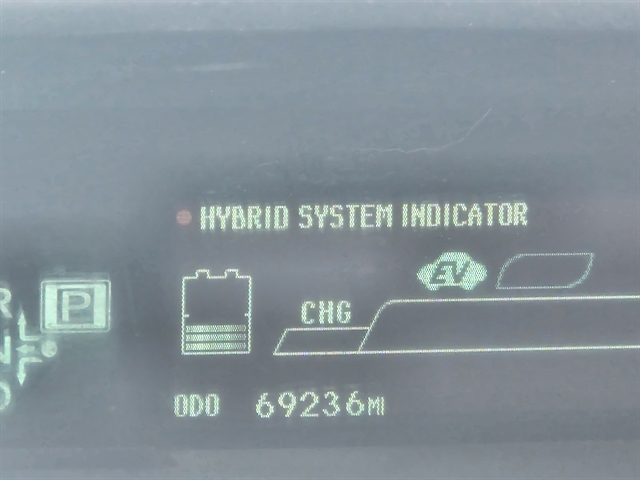 HYBRID SYSTEM INDICATOR
EV
R P
CHG
N
D
ODO 69236MI